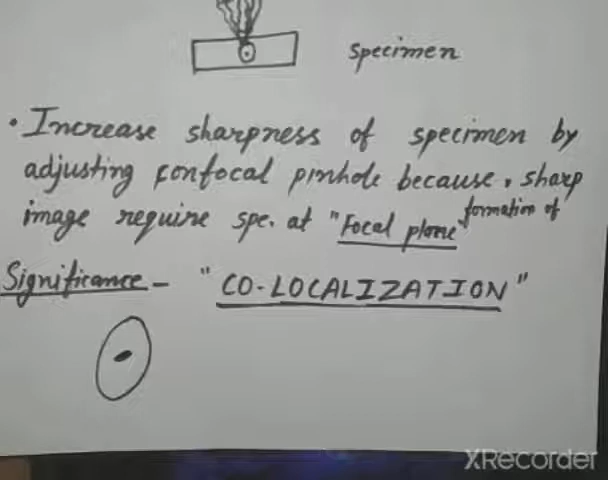 specimen
• Increase sharpness of specimen by
adjusting confocal pinhole because, sharp
formation of
image require spe. at "Focal plane"
Significance - "CO-LOCALIZATION"
XRecorder